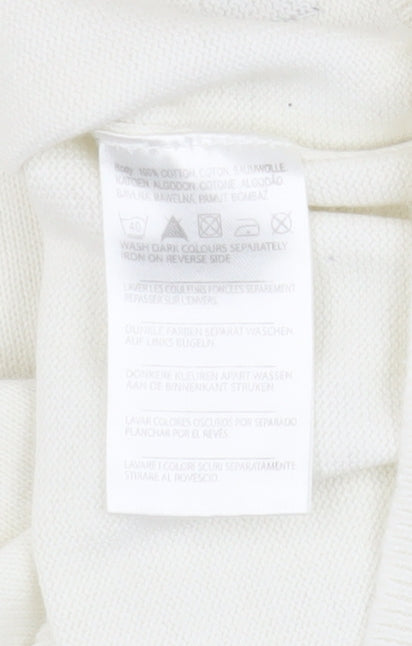 Body: 100% COTTON, COTON, BAUMWOLLE,
KATOEN, ALGODON, COTONE, ALGODÃO,
BAVLNA, BAWEŁNA, PAMUT, BOMBAŽ
40
WASH DARK COLOURS SEPARATELY
IRON ON REVERSE SIDE
LAVER LES COULEURS FONCÉES SEPAREMENT
REPASSER SUR L'ENVERS.
DUNKLE FARBEN SEPARAT WASCHEN
AUF LINKS BÜGELN.
DONKERE KLEUREN APART WASSEN
AAN DE BINNENKANT STRIJKEN.
LAVAR COLORES OSCUROS POR SEPARADO.
PLANCHAR POR EL REVÉS.
LAVARE I COLORI SCURI SEPARATAMENTE
STIRARE AL ROVESCIO.